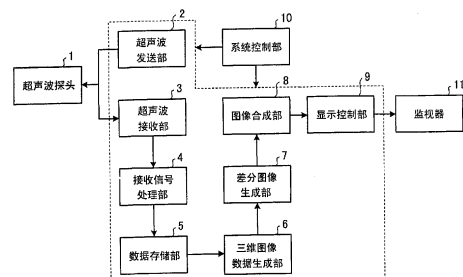 1
超声波探头
2
超声波
发送部
10
系统控制部
3
超声波
接收部
8
图像合成部
9
显示控制部
11
监视器
4
接收信号
处理部
7
差分图像
生成部
5
数据存储部
6
三维图像
数据生成部